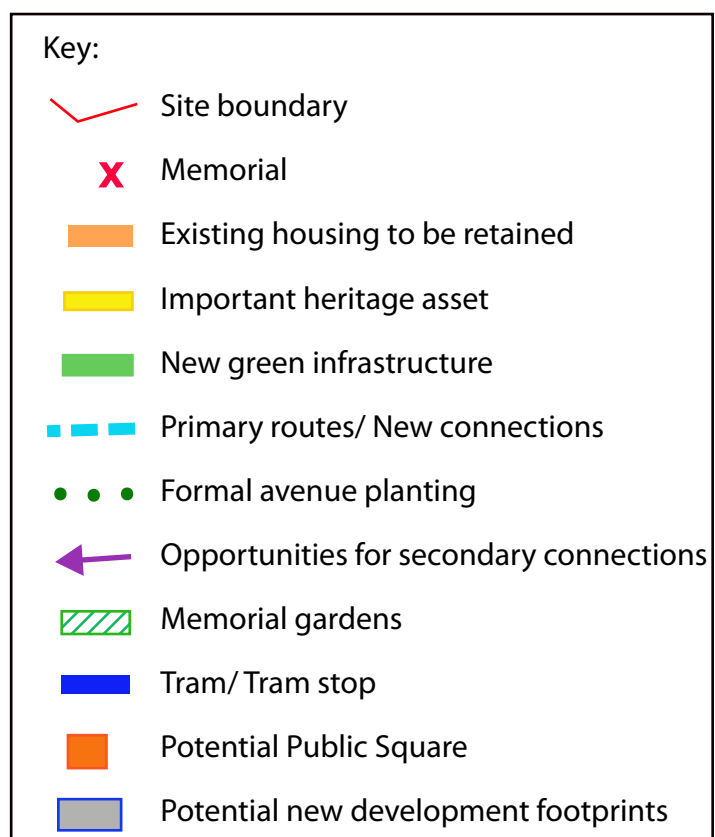 Key:
Site boundary
x Memorial
Existing housing to be retained
Important heritage asset
New green infrastructure
Primary routes/ New connections
Formal avenue planting
Opportunities for secondary connections
Memorial gardens
Tram/ Tram stop
Potential Public Square
Potential new development footprints